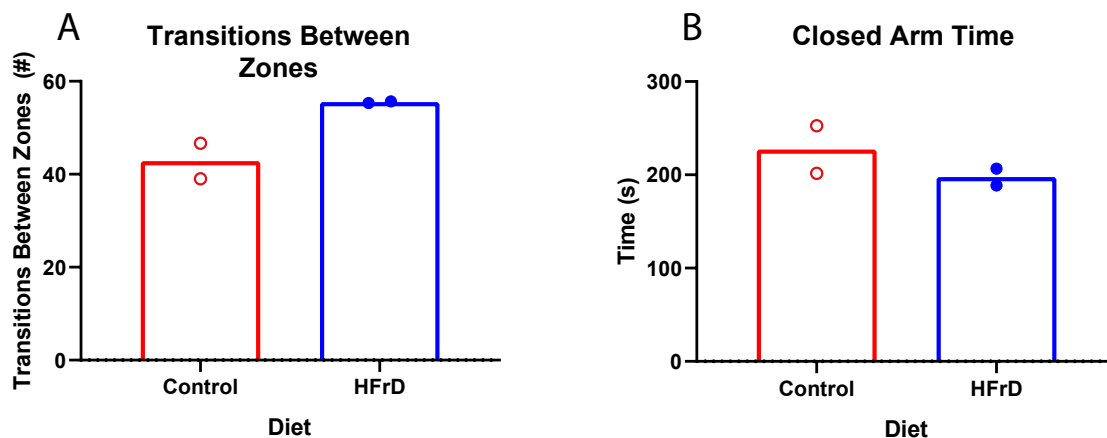 A
Transitions Between
Zones
Transitions Between Zones (#)
60
40
20
0
Control
HFrD
Diet
B
Closed Arm Time
Time (s)
300
200
100
0
Control
HFrD
Diet